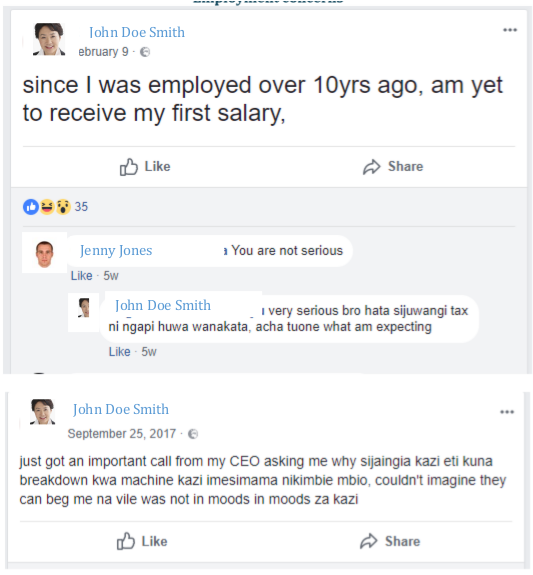 Employment concerns
John Doe Smith
ebruary 9 ·
since I was employed over 10yrs ago, am yet
to receive my first salary,
Like Share
35
Jenny Jones You are not serious
Like · 5w
John Doe Smith very serious bro hata sijuwangi tax
ni ngapi huwa wanakata, acha tuone what am expecting
Like · 5w
John Doe Smith
September 25, 2017 ·
just got an important call from my CEO asking me why sijaingia kazi eti kuna
breakdown kwa machine kazi imesimama nikimbie mbio, couldn't imagine they
can beg me na vile was not in moods in moods za kazi
Like Share